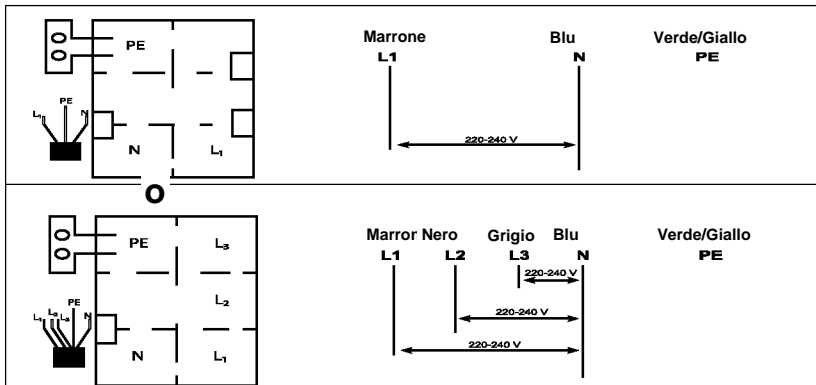 Marrone Blu Verde/Giallo
PE L1 N PE
L₁ PE N
220-240 V
N L₁
O
Marror Nero Grigio Blu Verde/Giallo
PE L₃ L1 L2 L3 N PE
220-240 V
L₂
L₁ L₂ L₃ PE N
220-240 V
220-240 V
N L₁